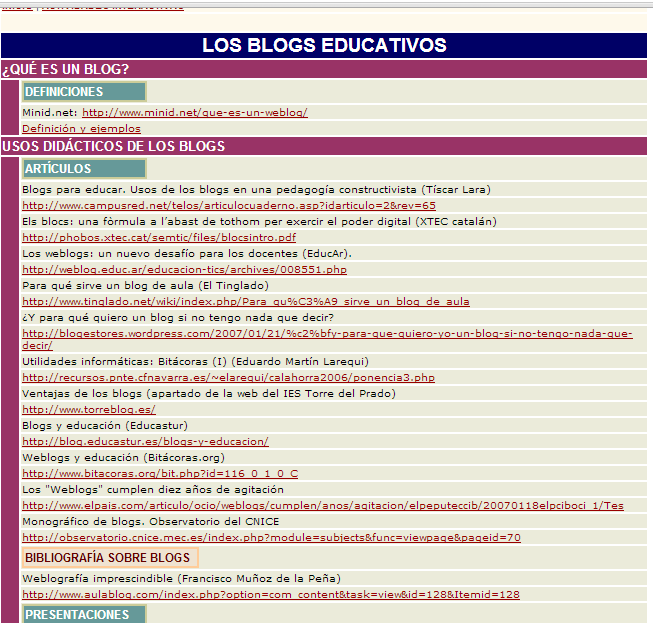 LOS BLOGS EDUCATIVOS
¿QUÉ ES UN BLOG?
DEFINICIONES
Minid.net: http://www.minid.net/que-es-un-weblog/
Definición y ejemplos
USOS DIDÁCTICOS DE LOS BLOGS
ARTÍCULOS
Blogs para educar. Usos de los blogs en una pedagogía constructivista (Tíscar Lara)
http://www.campusred.net/telos/articulocuaderno.asp?idarticulo=2&rev=65
Els blocs: una fòrmula a l’abast de tothom per exercir el poder digital (XTEC catalán)
http://phobos.xtec.cat/semtic/files/blocsintro.pdf
Los weblogs: un nuevo desafío para los docentes (EducAr).
http://weblog.educ.ar/educacion-tics/archives/008551.php
Para qué sirve un blog de aula (El Tinglado)
http://www.tinglado.net/wiki/index.php/Para_qu%C3%A9_sirve_un_blog_de_aula
¿Y para qué quiero un blog si no tengo nada que decir?
http://blogestores.wordpress.com/2007/01/21/%c2%bfy-para-que-quiero-yo-un-blog-si-no-tengo-nada-que-
decir/
Utilidades informáticas: Bitácoras (I) (Eduardo Martín Larequi)
http://recursos.pnte.cfnavarra.es/~elarequi/calahorra2006/ponencia3.php
Ventajas de los blogs (apartado de la web del IES Torre del Prado)
http://www.torreblog.es/
Blogs y educación (Educastur)
http://blog.educastur.es/blogs-y-educacion/
Weblogs y educación (Bitácoras.org)
http://www.bitacoras.org/bit.php?id=116_0_1_0_C
Los "Weblogs" cumplen diez años de agitación
http://www.elpais.com/articulo/ocio/weblogs/cumplen/anos/agitacion/elpeputeccib/20070118elpciboci_1/Tes
Monográfico de blogs. Observatorio del CNICE
http://observatorio.cnice.mec.es/index.php?module=subjects&func=viewpage&pageid=70
BIBLIOGRAFÍA SOBRE BLOGS
Weblografía imprescindible (Francisco Muñoz de la Peña)
http://www.aulablog.com/index.php?option=com_content&task=view&id=128&Itemid=128
PRESENTACIONES